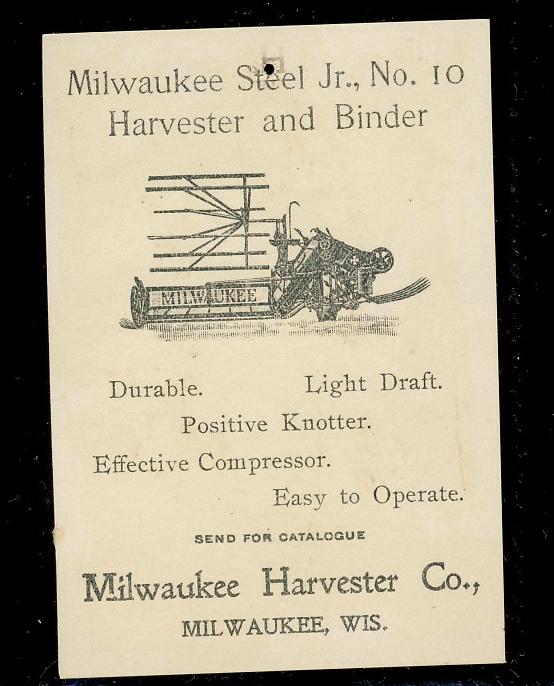 Milwaukee Steel Jr., No. 10
Harvester and Binder
MILWAUKEE
Durable. Light Draft.
Positive Knotter.
Effective Compressor.
Easy to Operate.
SEND FOR CATALOGUE
Milwaukee Harvester Co.,
MILWAUKEE, WIS.